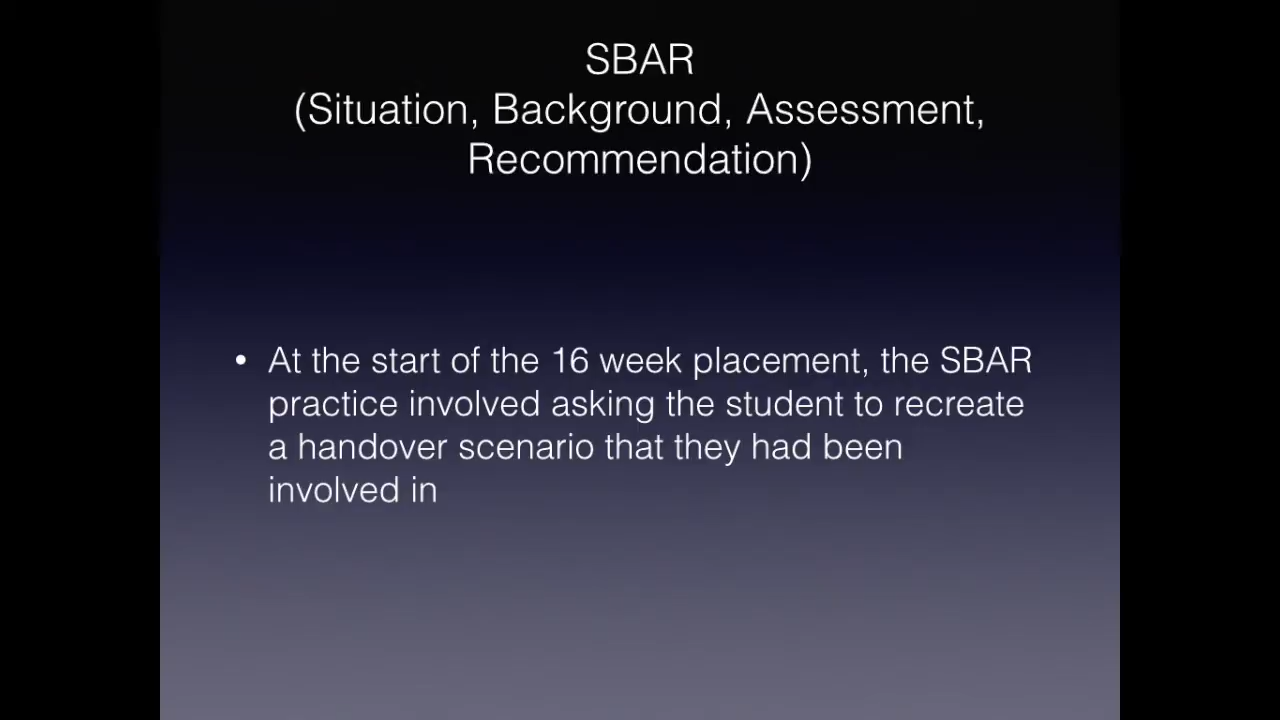 SBAR
(Situation, Background, Assessment,
Recommendation)
• At the start of the 16 week placement, the SBAR
practice involved asking the student to recreate
a handover scenario that they had been
involved in